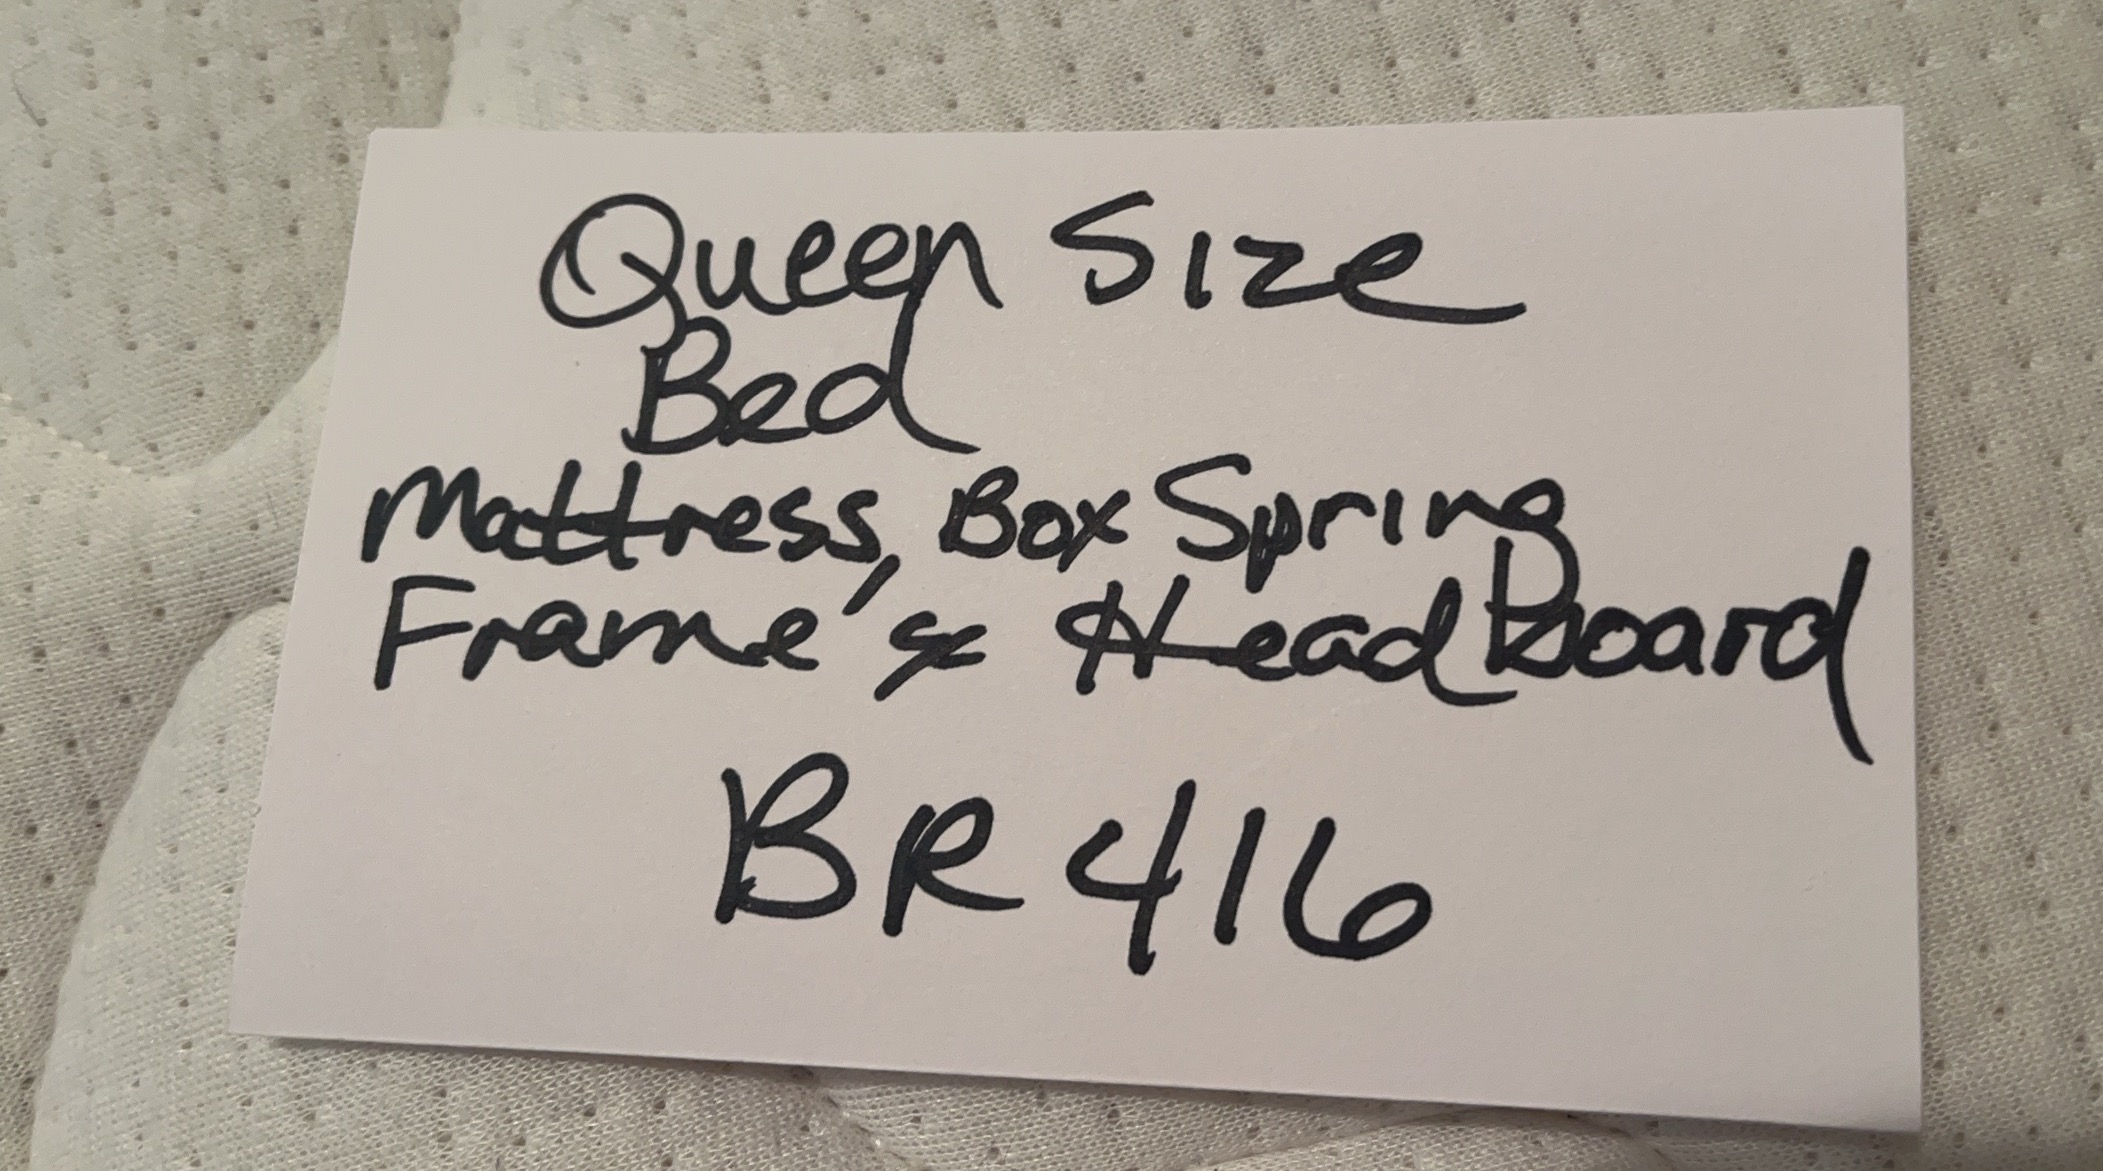 Queen Size
Bed
Mattress, Box Spring
Frame & Headboard
BR416